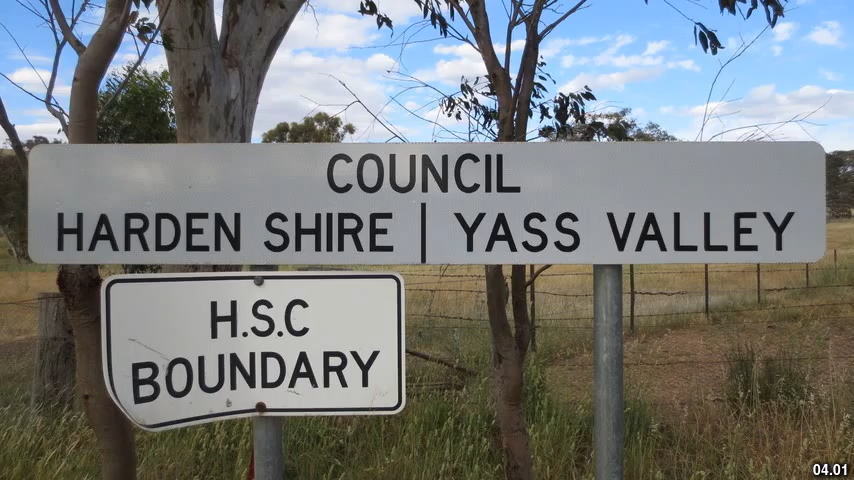 COUNCIL
HARDEN SHIRE | YASS VALLEY
H.S.C
BOUNDARY
04.01